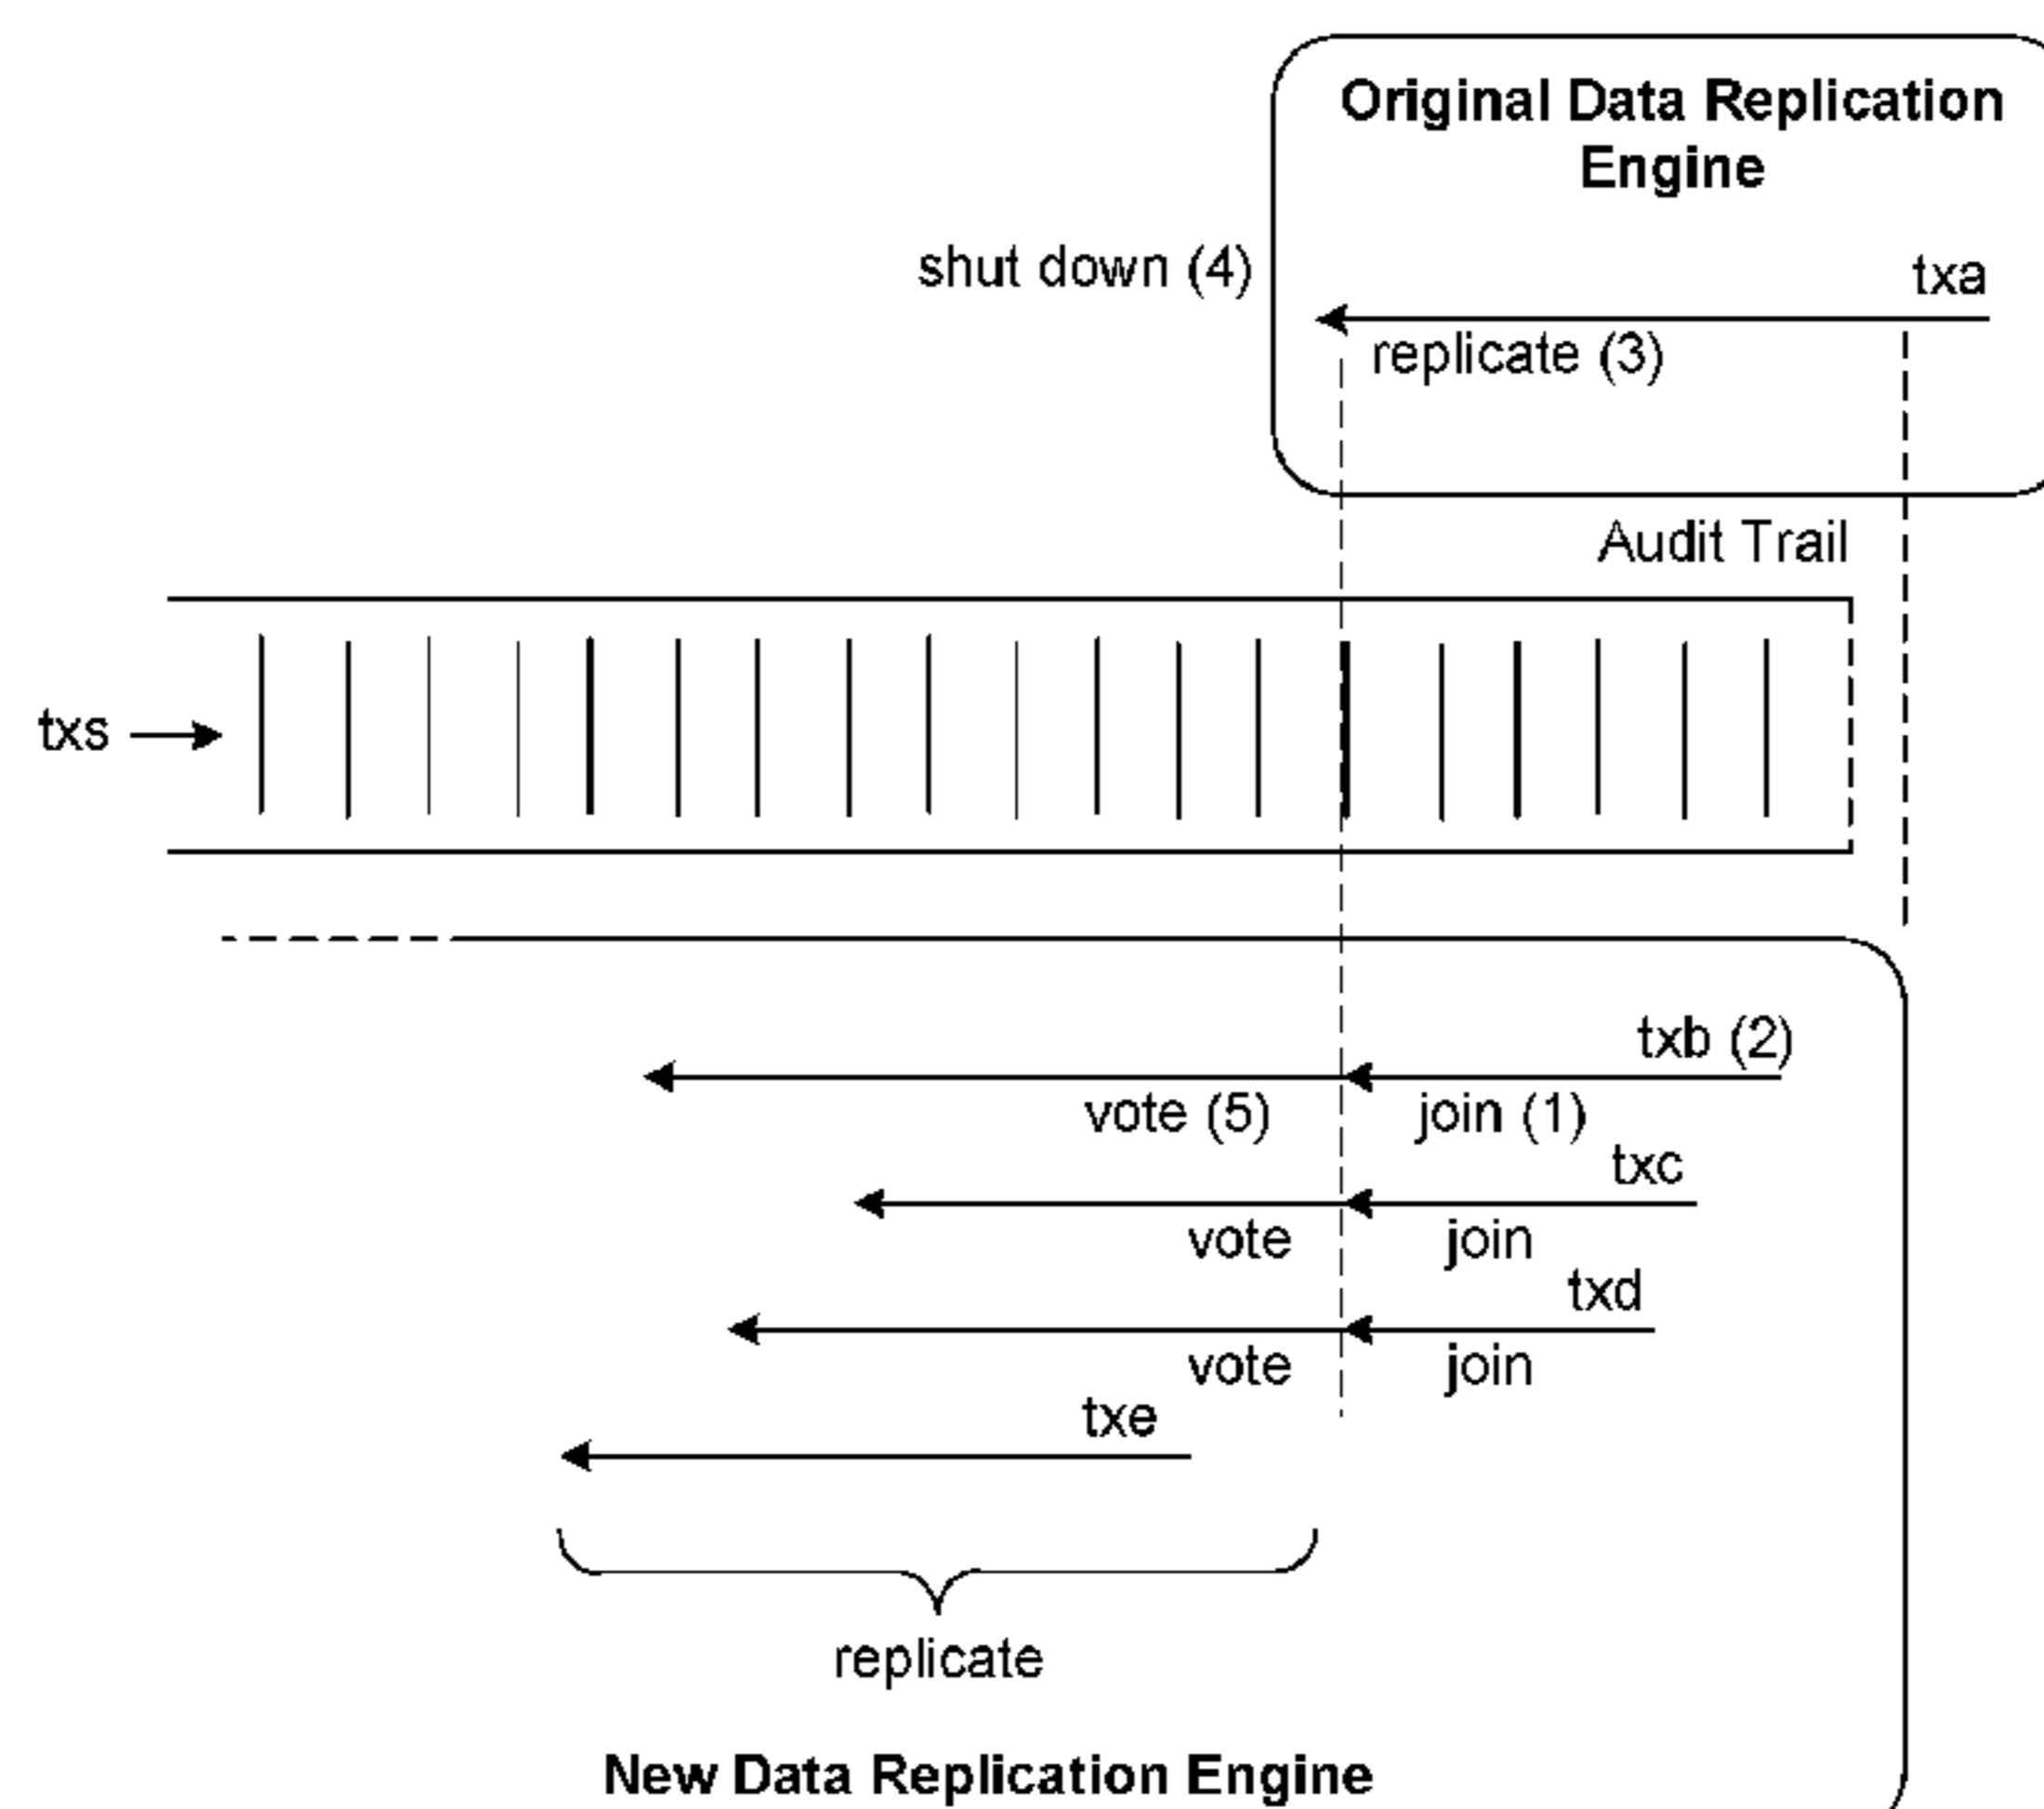 Original Data Replication
Engine
shut down (4)
txa
replicate (3)
Audit Trail
txs
txb (2)
vote (5)
join (1)
txc
vote
join
txd
vote
join
txe
replicate
New Data Replication Engine